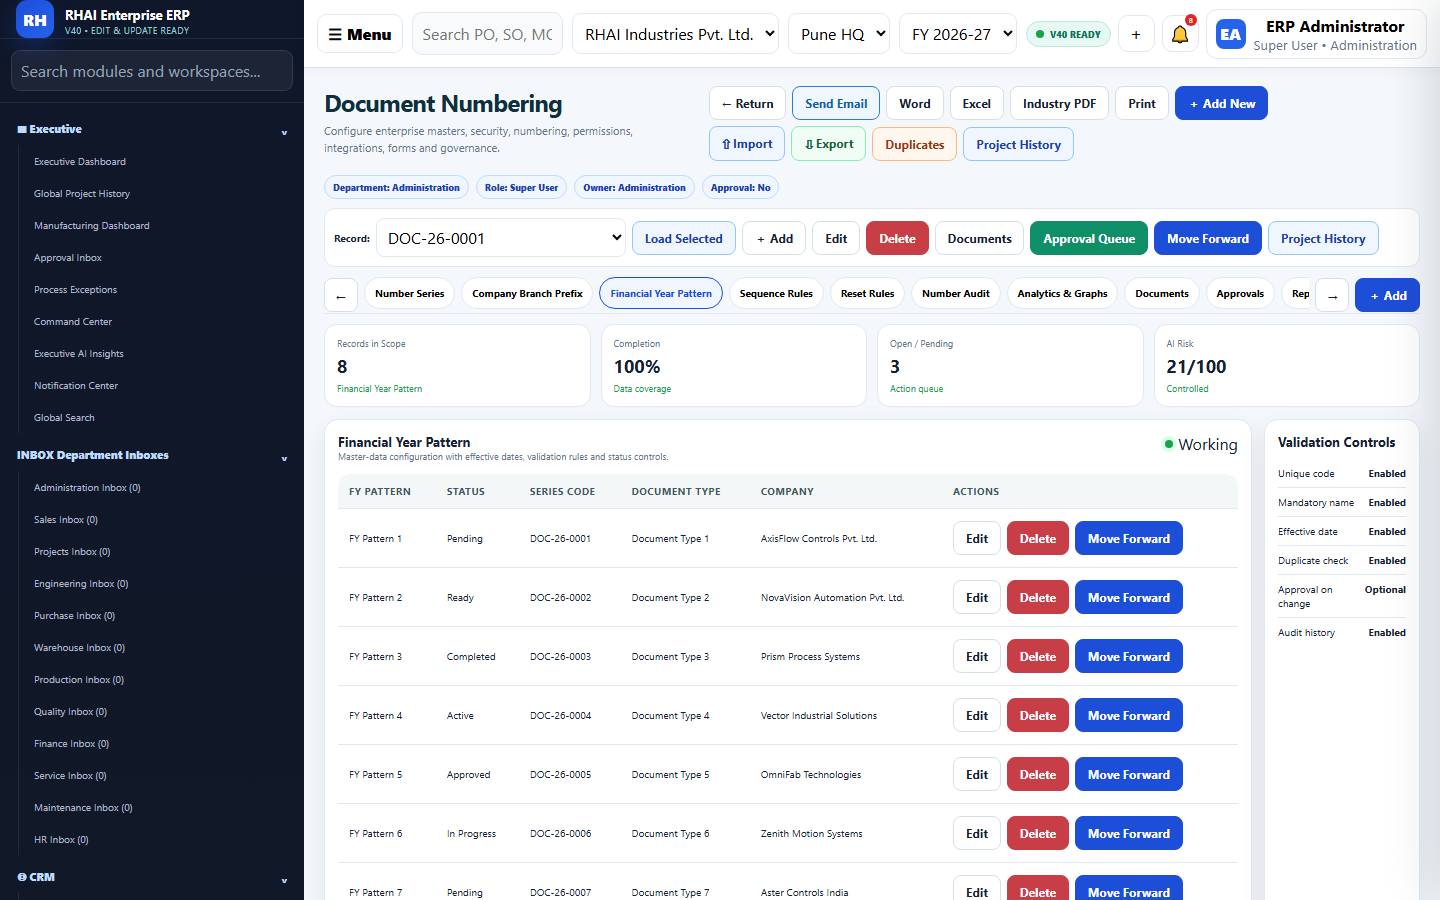 RH
RHAI Enterprise ERP
V40 • EDIT & UPDATE READY
Search modules and workspaces...
Executive
Executive Dashboard
Global Project History
Manufacturing Dashboard
Approval Inbox
Process Exceptions
Command Center
Executive AI Insights
Notification Center
Global Search
INBOX Department Inboxes
Administration Inbox (0)
Sales Inbox (0)
Projects Inbox (0)
Engineering Inbox (0)
Purchase Inbox (0)
Warehouse Inbox (0)
Production Inbox (0)
Quality Inbox (0)
Finance Inbox (0)
Service Inbox (0)
Maintenance Inbox (0)
HR Inbox (0)
CRM
☰ Menu
Search PO, SO, MO
RHAI Industries Pvt. Ltd.
Pune HQ
FY 2026-27
V40 READY
+
8
EA
ERP Administrator
Super User • Administration
Document Numbering
Configure enterprise masters, security, numbering, permissions,
integrations, forms and governance.
← Return
Send Email
Word
Excel
Industry PDF
Print
+ Add New
⇧ Import
⇩ Export
Duplicates
Project History
Department: Administration
Role: Super User
Owner: Administration
Approval: No
Record:
DOC-26-0001
Load Selected
+ Add
Edit
Delete
Documents
Approval Queue
Move Forward
Project History
←
Number Series
Company Branch Prefix
Financial Year Pattern
Sequence Rules
Reset Rules
Number Audit
Analytics & Graphs
Documents
Approvals
Rep
→
+ Add
Records in Scope
8
Financial Year Pattern
Completion
100%
Data coverage
Open / Pending
3
Action queue
AI Risk
21/100
Controlled
Financial Year Pattern
Master-data configuration with effective dates, validation rules and status controls.
Working
FY PATTERN STATUS SERIES CODE DOCUMENT TYPE COMPANY ACTIONS
FY Pattern 1 Pending DOC-26-0001 Document Type 1 AxisFlow Controls Pvt. Ltd. Edit Delete Move Forward
FY Pattern 2 Ready DOC-26-0002 Document Type 2 NovaVision Automation Pvt. Ltd. Edit Delete Move Forward
FY Pattern 3 Completed DOC-26-0003 Document Type 3 Prism Process Systems Edit Delete Move Forward
FY Pattern 4 Active DOC-26-0004 Document Type 4 Vector Industrial Solutions Edit Delete Move Forward
FY Pattern 5 Approved DOC-26-0005 Document Type 5 OmniFab Technologies Edit Delete Move Forward
FY Pattern 6 In Progress DOC-26-0006 Document Type 6 Zenith Motion Systems Edit Delete Move Forward
FY Pattern 7 Pending DOC-26-0007 Document Type 7 Aster Controls India Edit Delete Move Forward
Validation Controls
Unique code Enabled
Mandatory name Enabled
Effective date Enabled
Duplicate check Enabled
Approval on change Optional
Audit history Enabled